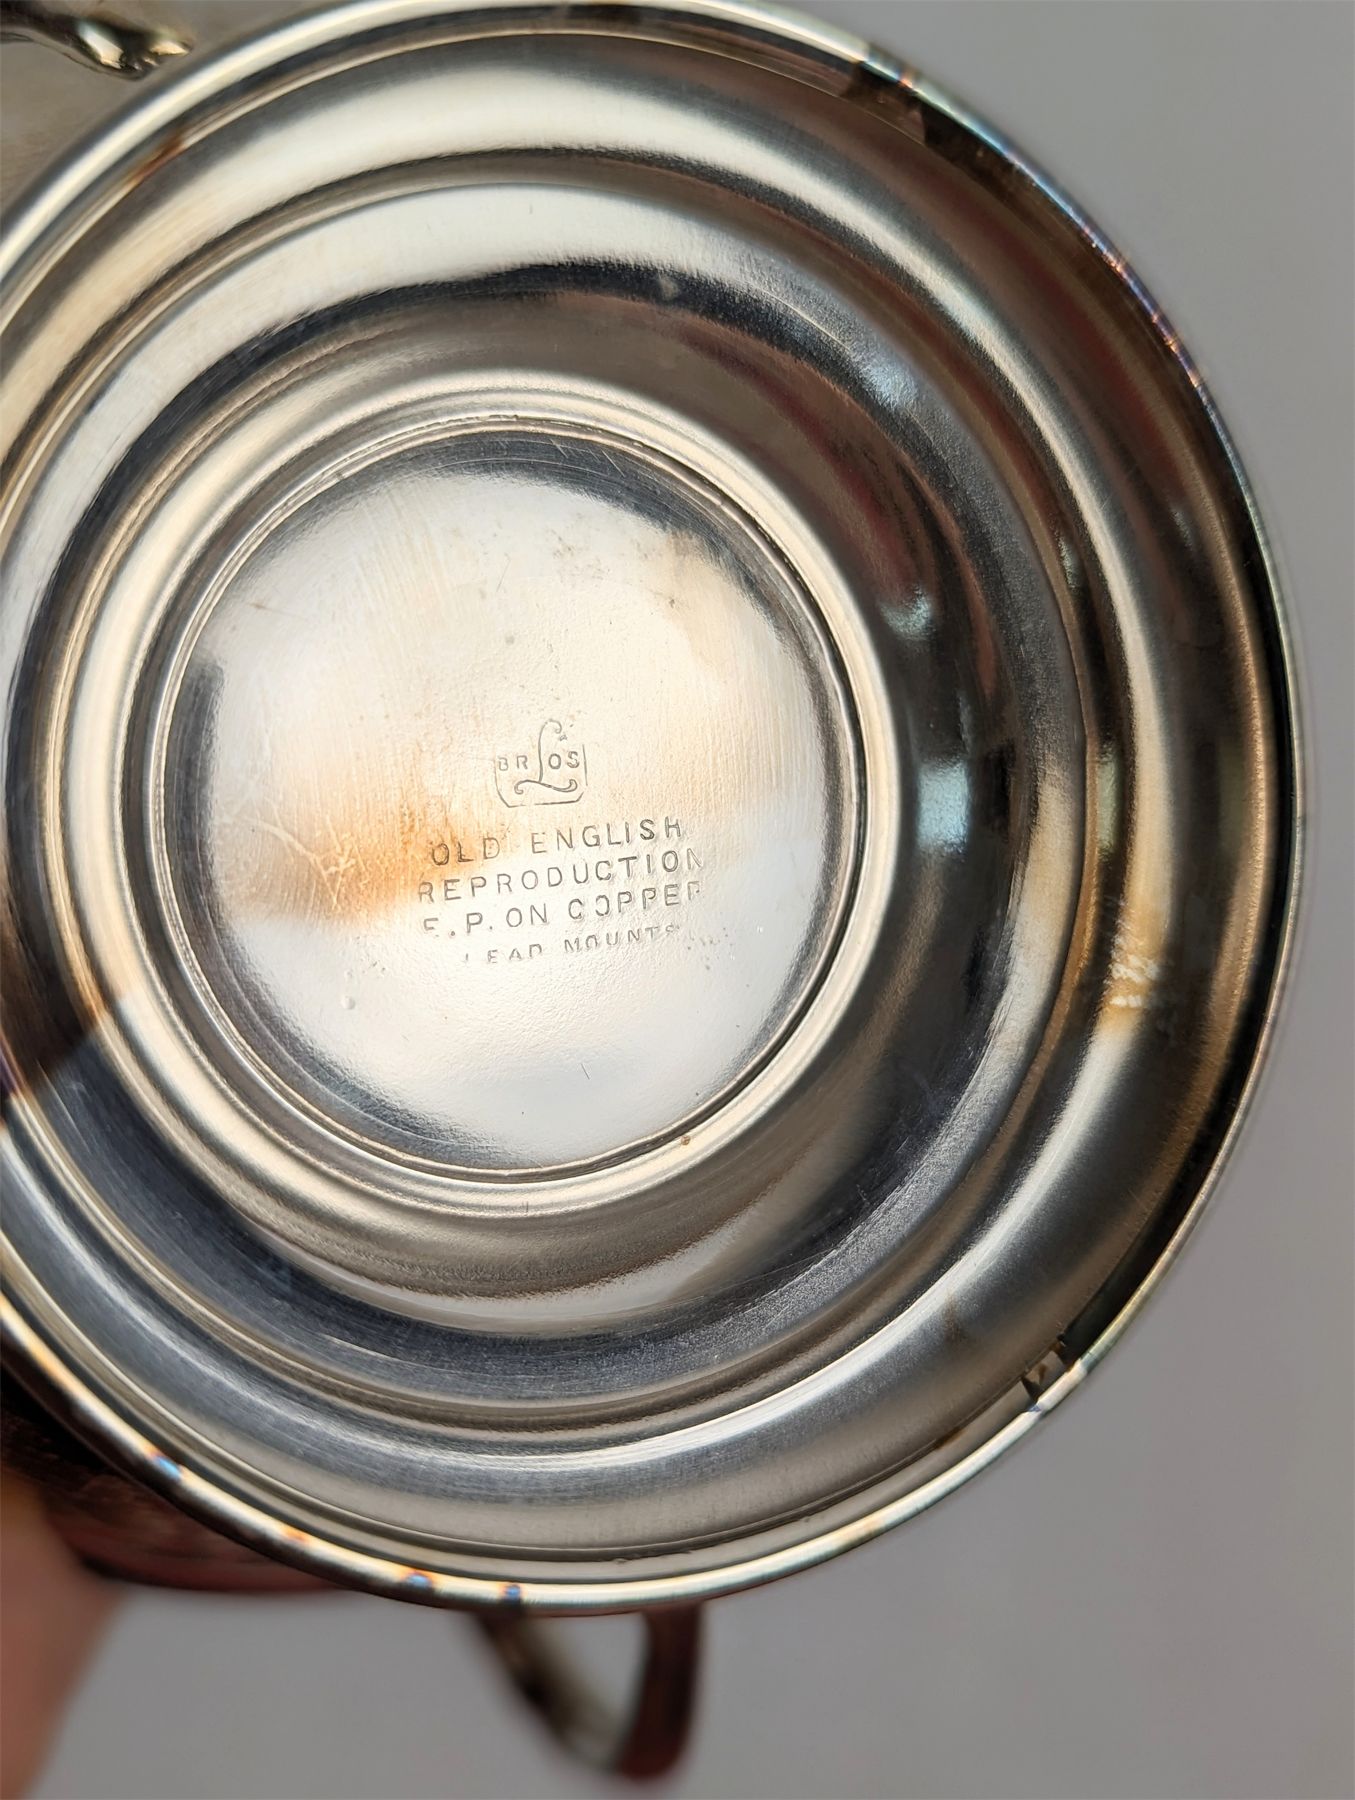 BR L OS
OLD ENGLISH
REPRODUCTION
E.P. ON COPPER
LEAD MOUNTS